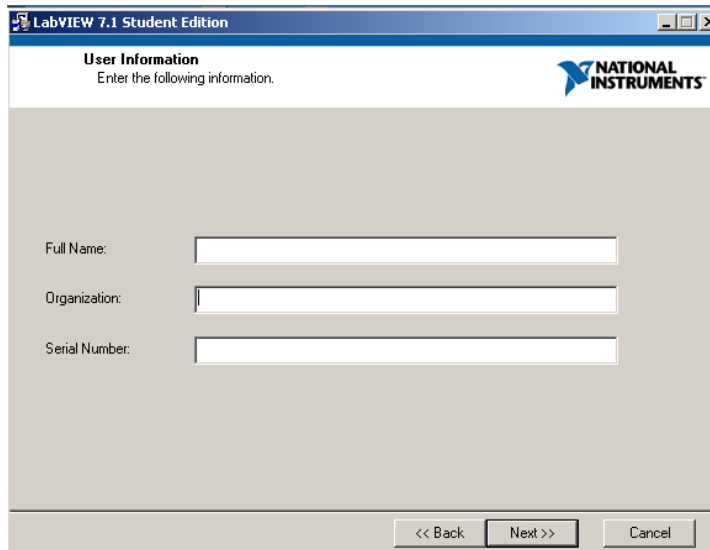 LabVIEW 7.1 Student Edition
User Information
Enter the following information.
NATIONAL
INSTRUMENTS™
Full Name:
Organization:
Serial Number:
<< Back
Next >>
Cancel